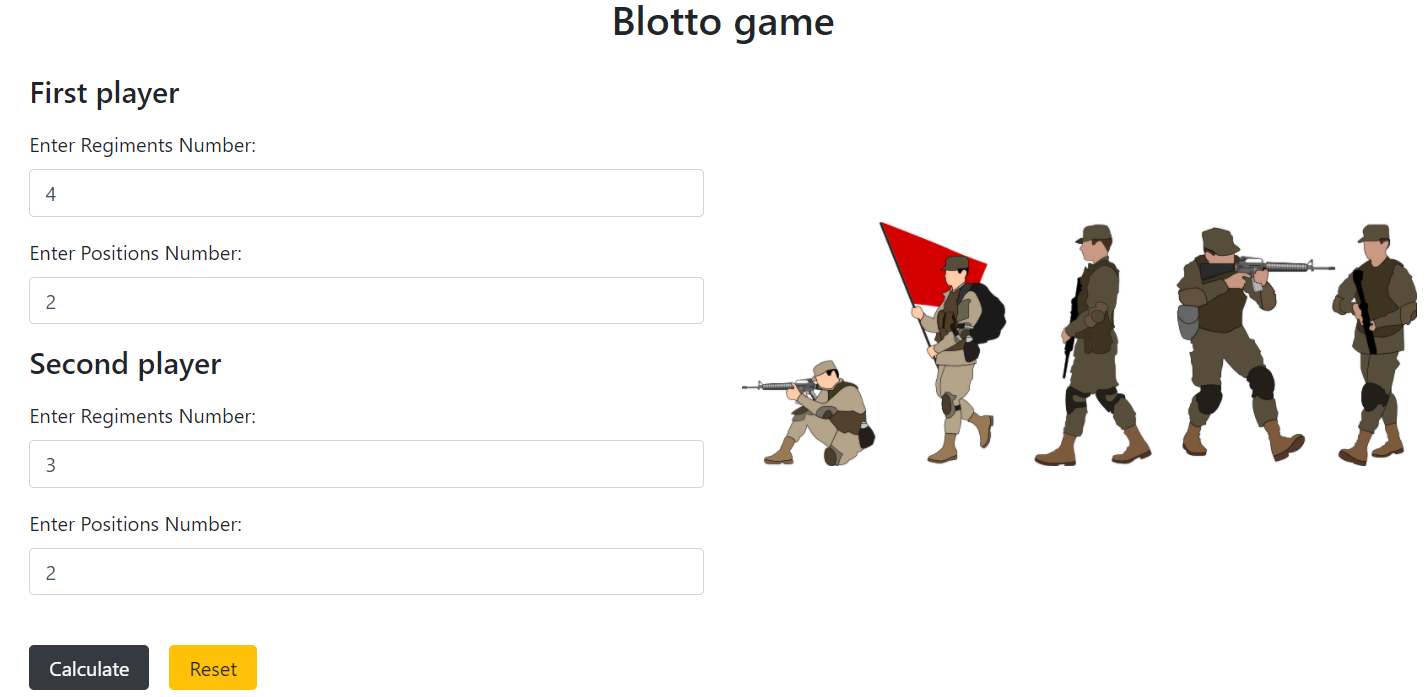 Blotto game
First player
Enter Regiments Number:
4
Enter Positions Number:
2
Second player
Enter Regiments Number:
3
Enter Positions Number:
2
Calculate Reset